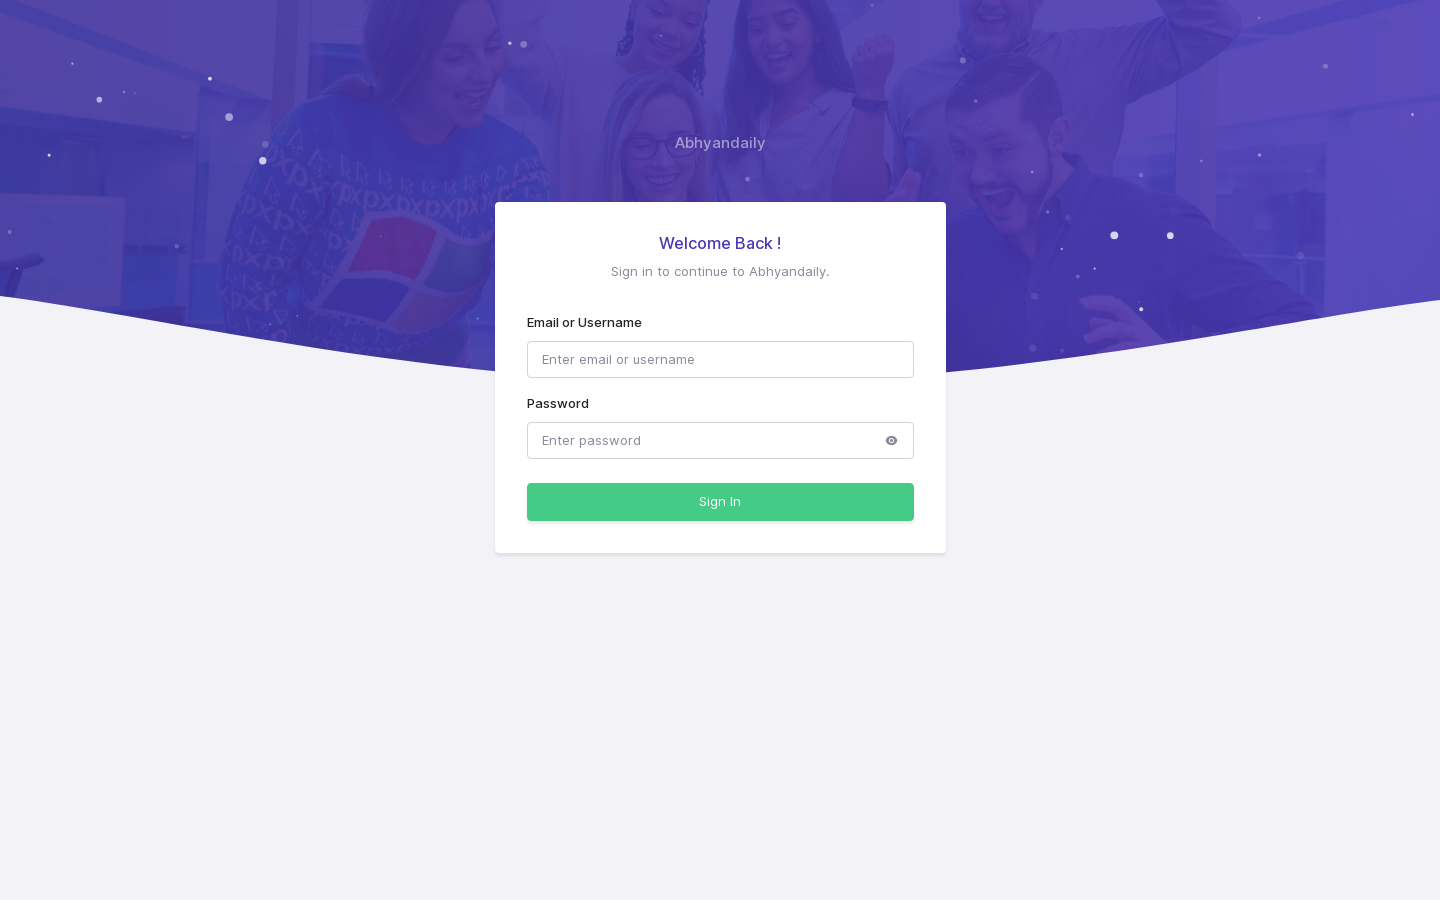 Abhyandaily
Welcome Back !
Sign in to continue to Abhyandaily.
Email or Username
Enter email or username
Password
Enter password
Sign In